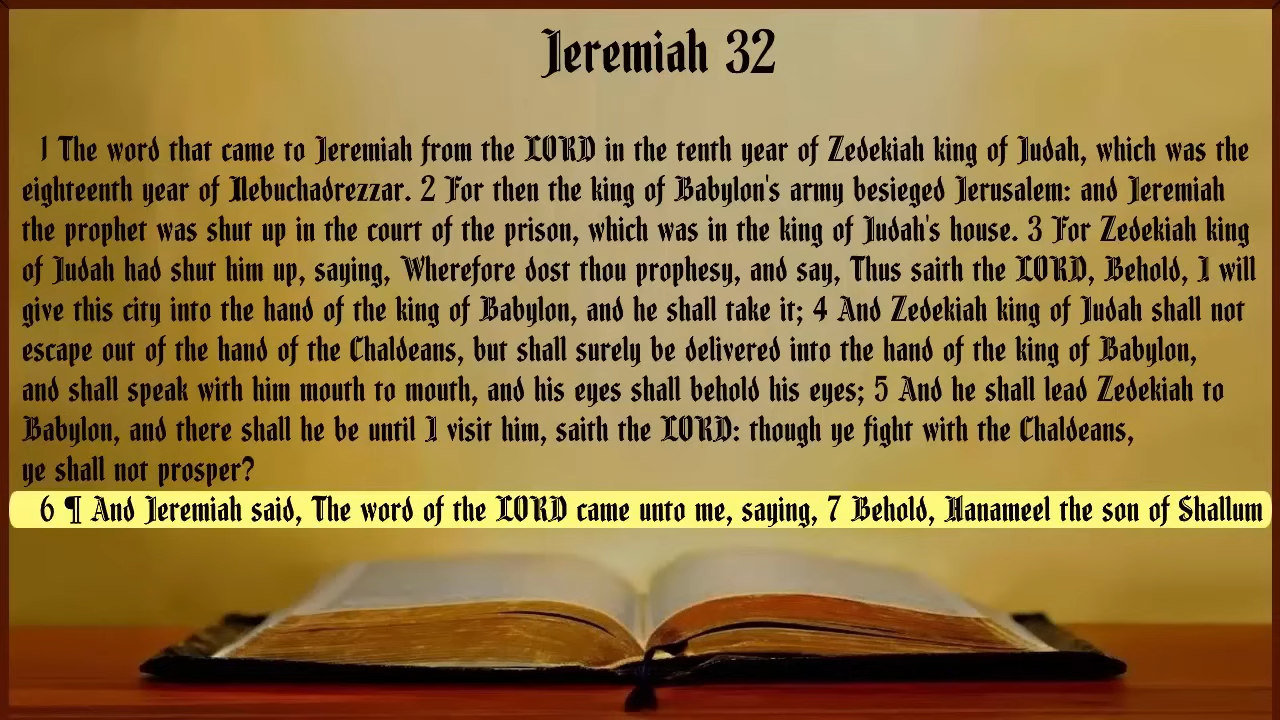 Jeremiah 32
1 The word that came to Jeremiah from the LORD in the tenth year of Zedekiah king of Judah, which was the
eighteenth year of Nebuchadrezzar. 2 For then the king of Babylon's army besieged Jerusalem: and Jeremiah
the prophet was shut up in the court of the prison, which was in the king of Judah's house. 3 For Zedekiah king
of Judah had shut him up, saying, Wherefore dost thou prophesy, and say, Thus saith the LORD, Behold, I will
give this city into the hand of the king of Babylon, and he shall take it; 4 And Zedekiah king of Judah shall not
escape out of the hand of the Chaldeans, but shall surely be delivered into the hand of the king of Babylon,
and shall speak with him mouth to mouth, and his eyes shall behold his eyes; 5 And he shall lead Zedekiah to
Babylon, and there shall he be until I visit him, saith the LORD: though ye fight with the Chaldeans,
ye shall not prosper?
6 ¶ And Jeremiah said, The word of the LORD came unto me, saying, 7 Behold, Hanameel the son of Shallum